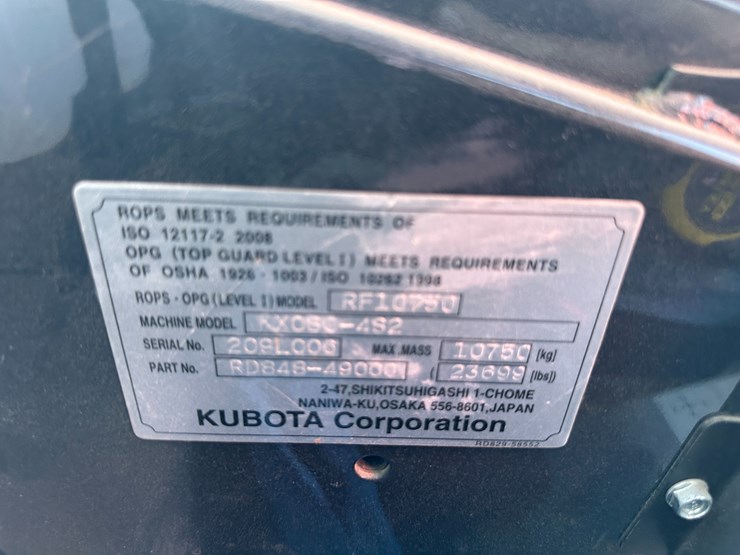 ROPS MEETS REQUIREMENTS OF
ISO 12117-2 2008
OPG (TOP GUARD LEVEL I) MEETS REQUIREMENTS
OF OSHA 1926 · 1003 / ISO 10262 1998
ROPS · OPG (LEVEL I) MODEL RF10750
MACHINE MODEL KX080-4S2
SERIAL No. MAX .MASS 10750 [kg]
PART No. RD848-49000 ( 23699 [lbs])
2-47,SHIKITSUHIGASHI 1-CHOME
NANIWA-KU,OSAKA 556-8601,JAPAN
KUBOTA Corporation
RD829-58552